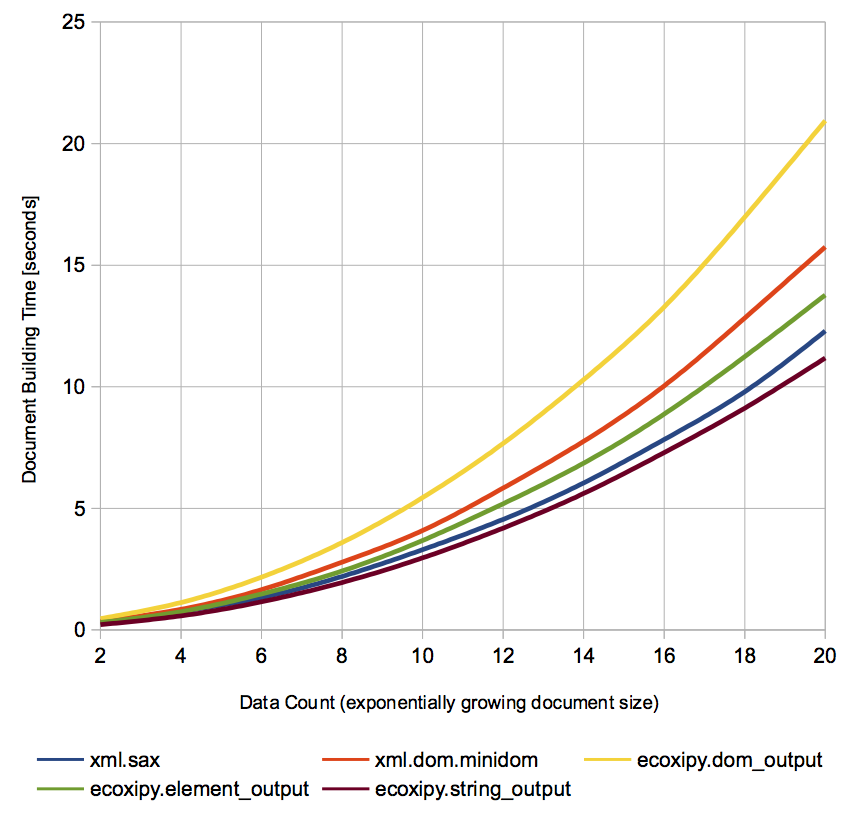 25
20
15
10
5
0
Document Building Time [seconds]
2 4 6 8 10 12 14 16 18 20
Data Count (exponentially growing document size)
xml.sax xml.dom.minidom ecoxipy.dom_output
ecoxipy.element_output ecoxipy.string_output